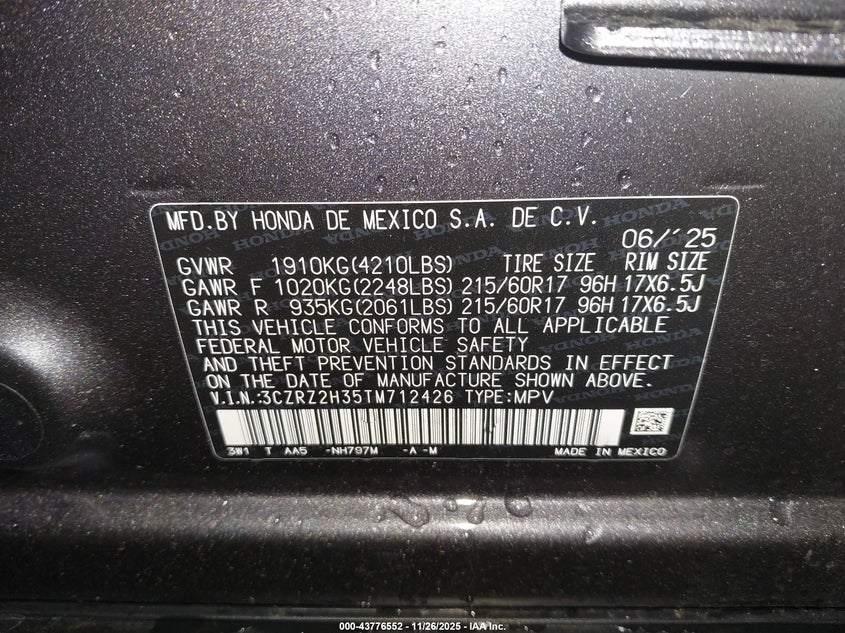 MFD.BY HONDA DE MEXICO S.A. DE C.V.
06/'25
GVWR 1910KG(4210LBS) TIRE SIZE RIM SIZE
GAWR F 1020KG(2248LBS) 215/60R17 96H 17X6.5J
GAWR R 935KG(2061LBS) 215/60R17 96H 17X6.5J
THIS VEHICLE CONFORMS TO ALL APPLICABLE
FEDERAL MOTOR VEHICLE SAFETY
AND THEFT PREVENTION STANDARDS IN EFFECT
ON THE DATE OF MANUFACTURE SHOWN ABOVE.
V.I.N.:3CZRZ2H35TM712426 TYPE:MPV
3W1 T AA5 -NH797M -A -M MADE IN MEXICO
000-43776552 - 11/26/2025 - IAA Inc.